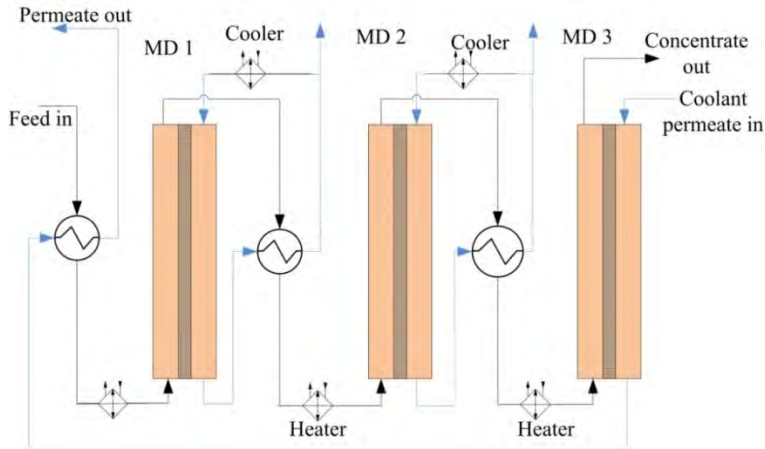 Permeate out
Feed in
MD 1
Cooler
MD 2
Cooler
MD 3
Concentrate
out
Coolant
permeate in
Heater
Heater